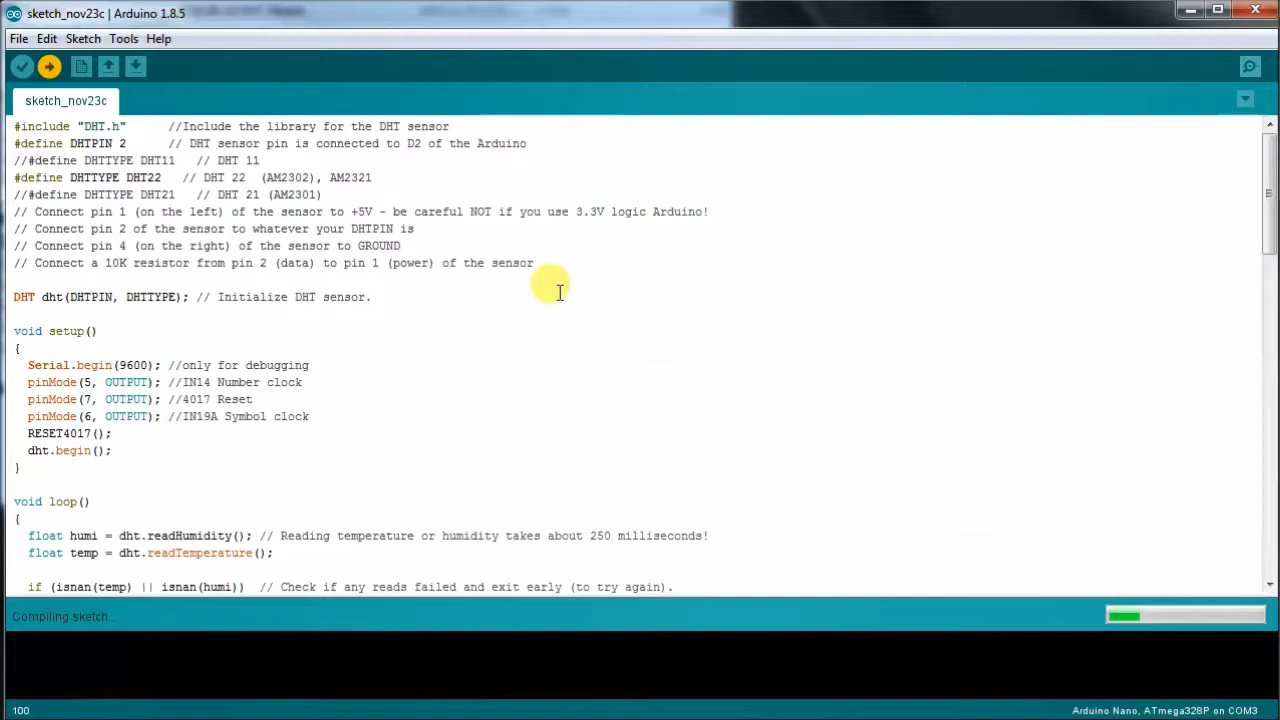 sketch_nov23c | Arduino 1.8.5
File Edit Sketch Tools Help
sketch_nov23c
#include "DHT.h"      //Include the library for the DHT sensor
#define DHTPIN 2     // DHT sensor pin is connected to D2 of the Arduino
//#define DHTTYPE DHT11   // DHT 11
#define DHTTYPE DHT22   // DHT 22  (AM2302), AM2321
//#define DHTTYPE DHT21   // DHT 21 (AM2301)
// Connect pin 1 (on the left) of the sensor to +5V - be careful NOT if you use 3.3V logic Arduino!
// Connect pin 2 of the sensor to whatever your DHTPIN is
// Connect pin 4 (on the right) of the sensor to GROUND
// Connect a 10K resistor from pin 2 (data) to pin 1 (power) of the sensor
DHT dht(DHTPIN, DHTTYPE); // Initialize DHT sensor.
void setup()
{
  Serial.begin(9600); //only for debugging
  pinMode(5, OUTPUT); //IN14 Number clock
  pinMode(7, OUTPUT); //4017 Reset
  pinMode(6, OUTPUT); //IN19A Symbol clock
  RESET4017();
  dht.begin();
}
void loop()
{
  float humi = dht.readHumidity(); // Reading temperature or humidity takes about 250 milliseconds!
  float temp = dht.readTemperature();
  if (isnan(temp) || isnan(humi))  // Check if any reads failed and exit early (to try again).
Compiling sketch...
100
Arduino Nano, ATmega328P on COM3